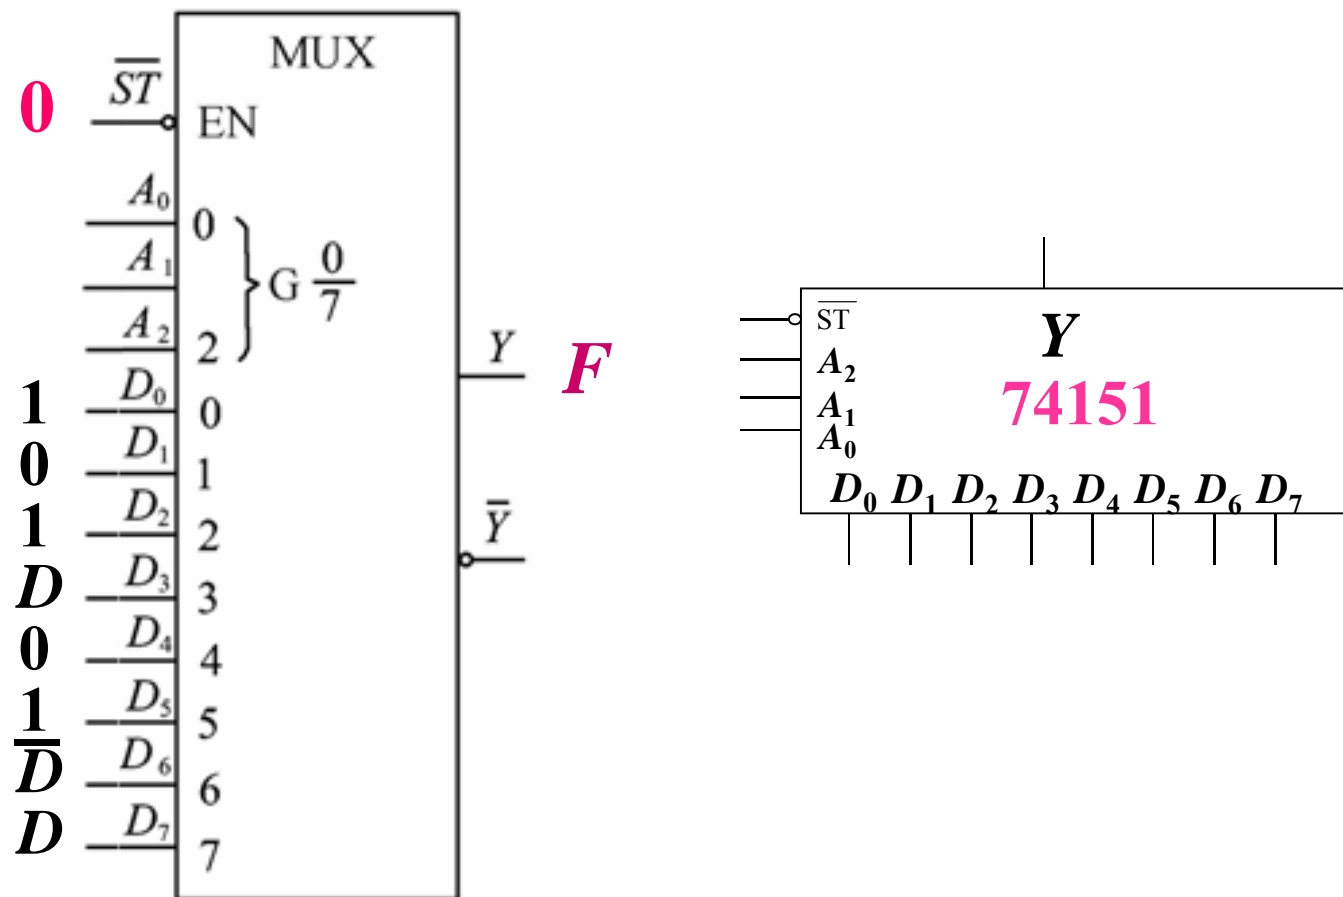 MUX
0 S̅T̅ EN
A₀ 0
A₁ G 0/7
A₂ 2
Y F
1 D₀ 0
0 D₁ 1
1 D₂ 2
Y̅
D D₃ 3
0 D₄ 4
1 D₅ 5
D̅ D₆ 6
D D₇ 7
S̅T̅ Y
A₂ 74151
A₁
A₀
D₀ D₁ D₂ D₃ D₄ D₅ D₆ D₇